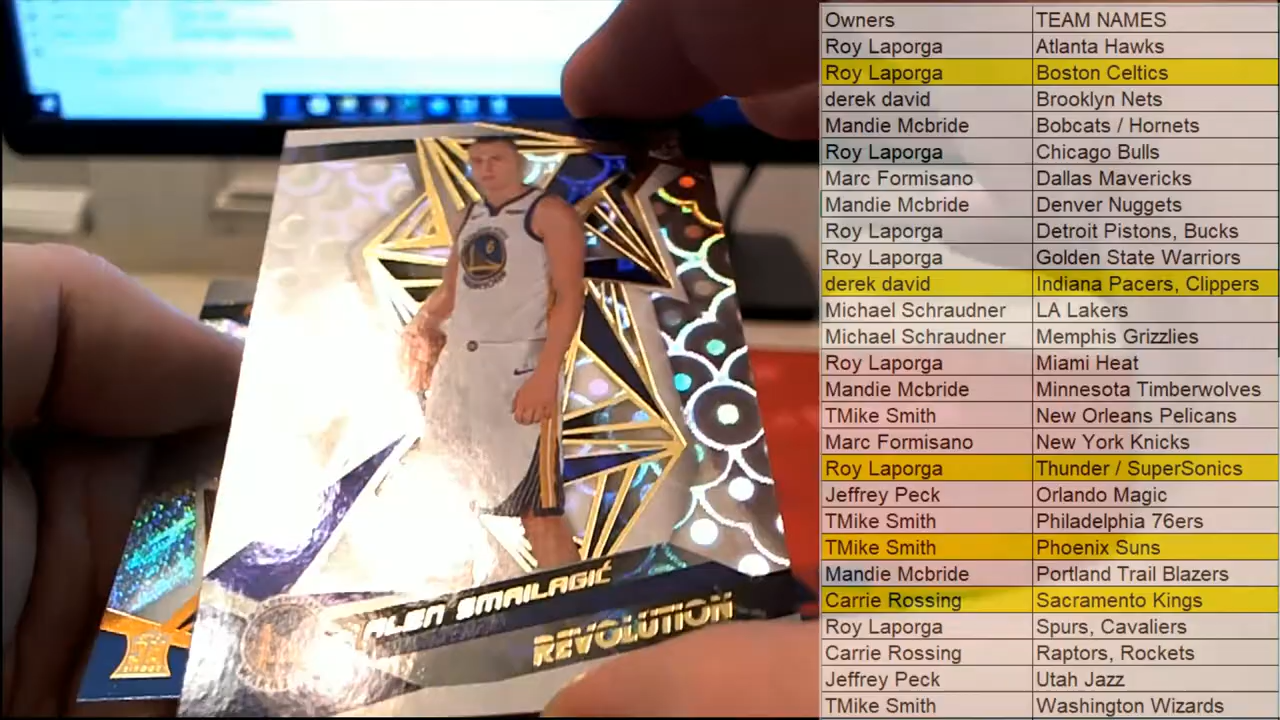 ALEN SMAILAGIĆ
REVOLUTION
6
Owners TEAM NAMES
Roy Laporga Atlanta Hawks
Roy Laporga Boston Celtics
derek david Brooklyn Nets
Mandie Mcbride Bobcats / Hornets
Roy Laporga Chicago Bulls
Marc Formisano Dallas Mavericks
Mandie Mcbride Denver Nuggets
Roy Laporga Detroit Pistons, Bucks
Roy Laporga Golden State Warriors
derek david Indiana Pacers, Clippers
Michael Schraudner LA Lakers
Michael Schraudner Memphis Grizzlies
Roy Laporga Miami Heat
Mandie Mcbride Minnesota Timberwolves
TMike Smith New Orleans Pelicans
Marc Formisano New York Knicks
Roy Laporga Thunder / SuperSonics
Jeffrey Peck Orlando Magic
TMike Smith Philadelphia 76ers
TMike Smith Phoenix Suns
Mandie Mcbride Portland Trail Blazers
Carrie Rossing Sacramento Kings
Roy Laporga Spurs, Cavaliers
Carrie Rossing Raptors, Rockets
Jeffrey Peck Utah Jazz
TMike Smith Washington Wizards